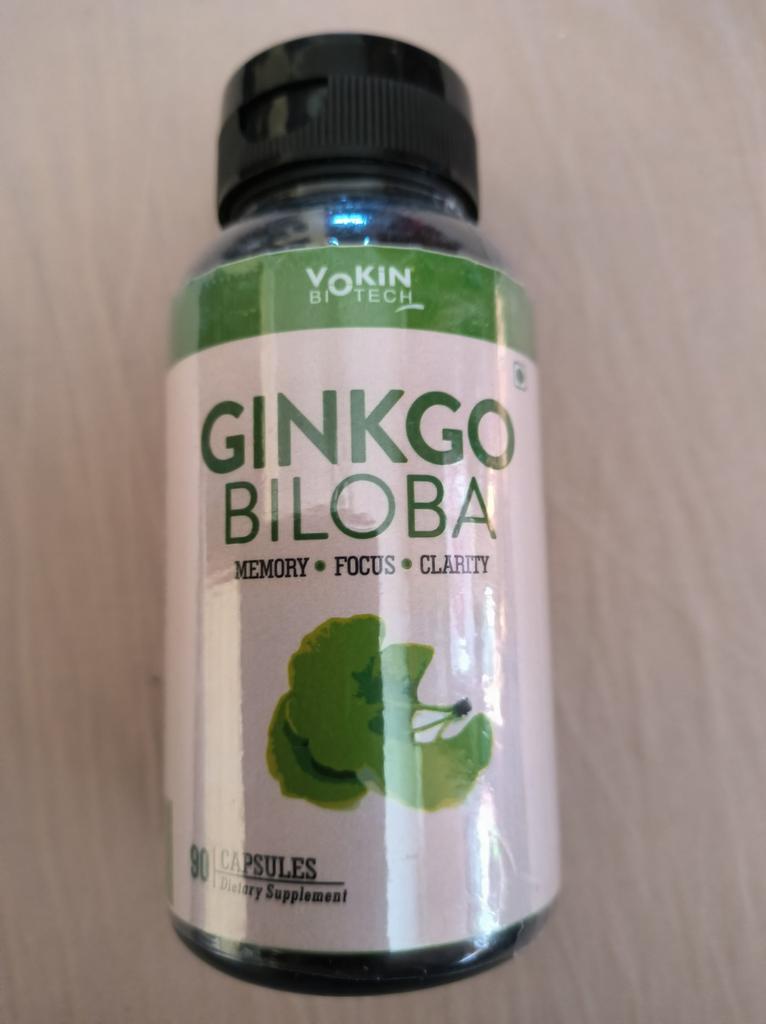 VOKIN
BIOTECH
GINKGO
BILOBA
MEMORY • FOCUS • CLARITY
90 CAPSULES
Dietary Supplement